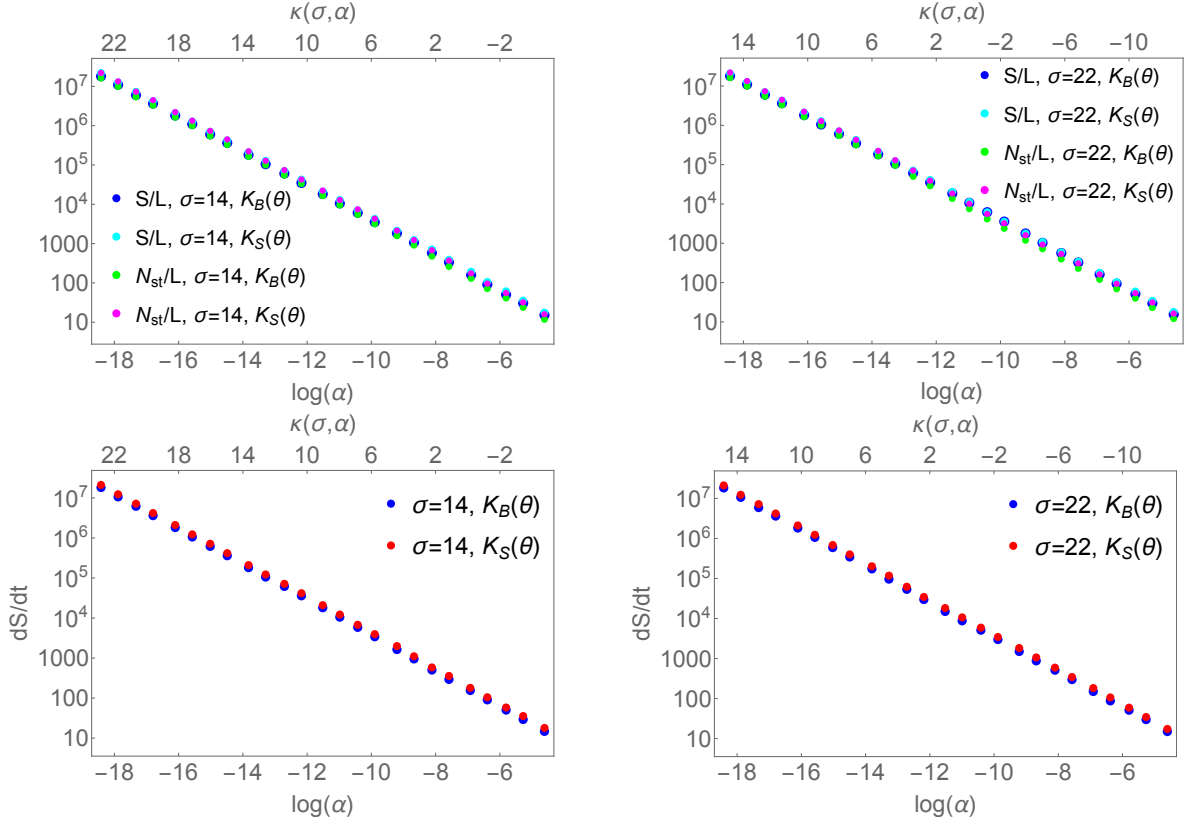 κ(σ,α)
22 18 14 10 6 2 −2
10^7
10^6
10^5
10^4
1000
100
10
S/L, σ=14, K_B(θ)
S/L, σ=14, K_S(θ)
N_st/L, σ=14, K_B(θ)
N_st/L, σ=14, K_S(θ)
−18 −16 −14 −12 −10 −8 −6
log(α)
κ(σ,α)
14 10 6 2 −2 −6 −10
10^7
10^6
10^5
10^4
1000
100
10
S/L, σ=22, K_B(θ)
S/L, σ=22, K_S(θ)
N_st/L, σ=22, K_B(θ)
N_st/L, σ=22, K_S(θ)
−18 −16 −14 −12 −10 −8 −6
log(α)
κ(σ,α)
22 18 14 10 6 2 −2
10^7
10^6
10^5
10^4
1000
100
10
dS/dt
σ=14, K_B(θ)
σ=14, K_S(θ)
−18 −16 −14 −12 −10 −8 −6
log(α)
κ(σ,α)
14 10 6 2 −2 −6 −10
10^7
10^6
10^5
10^4
1000
100
10
dS/dt
σ=22, K_B(θ)
σ=22, K_S(θ)
−18 −16 −14 −12 −10 −8 −6
log(α)